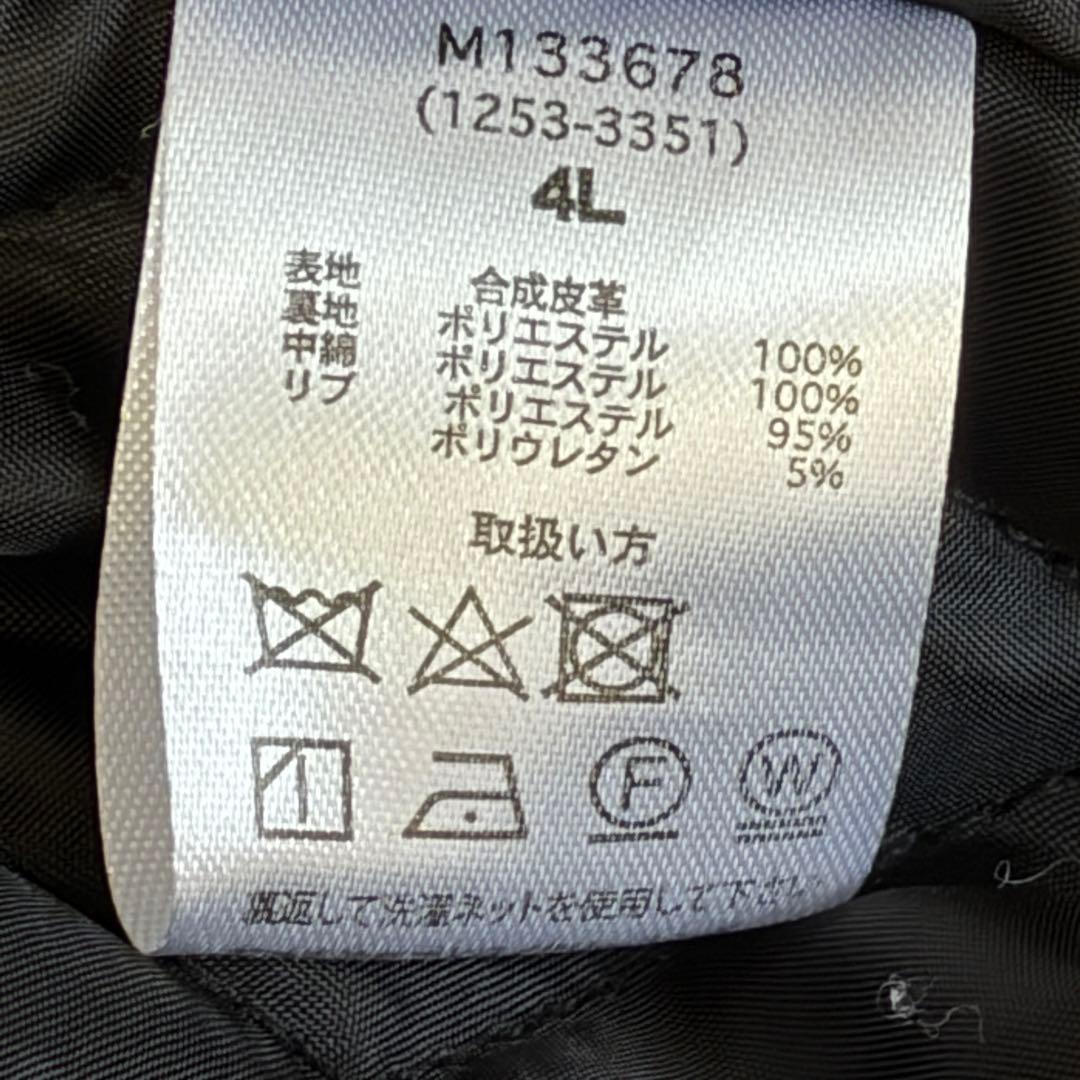 M133678
(1253-3351)
4L
表地 合成皮革
裏地 ポリエステル 100%
中綿 ポリエステル 100%
リブ ポリエステル 95%
ポリウレタン 5%
取扱い方
F W
裏返して洗濯ネットを使用して下さい